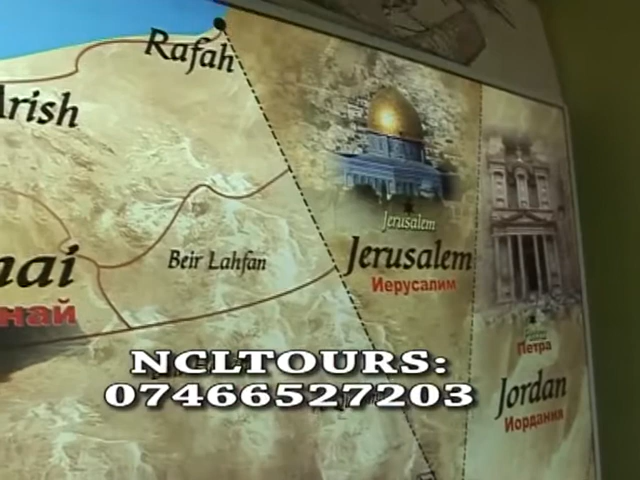 Rafah
Arish
Jerusalem
Jerusalem
Иерусалим
Beir Lahfan
nai
най
Петра
Jordan
Иордания
NCLTOURS:
07466527203